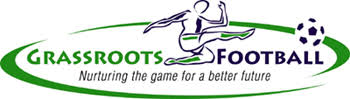 GRASSROOTS FOOTBALL
Nurturing the game for a better future